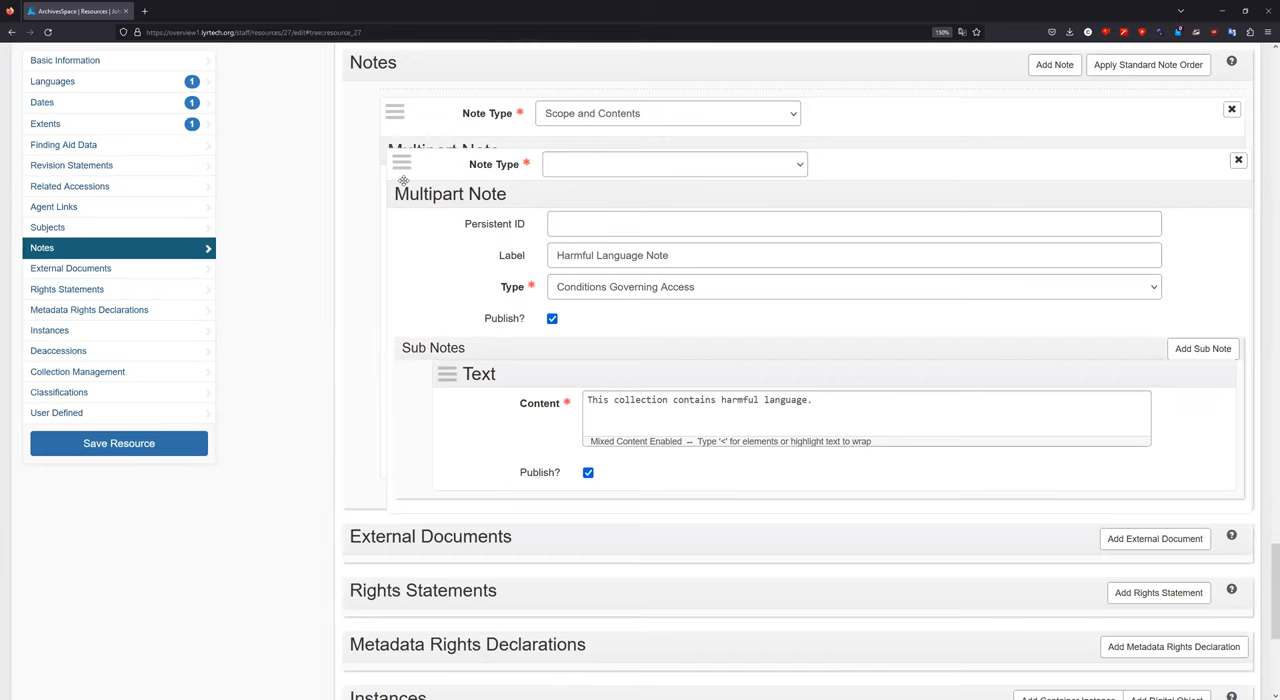 ArchivesSpace | Resources | Joh
https://overview1.lyrtech.org/staff/resources/27/edit#tree::resource_27
150%
Basic Information
Languages 1
Dates 1
Extents 1
Finding Aid Data
Revision Statements
Related Accessions
Agent Links
Subjects
Notes
External Documents
Rights Statements
Metadata Rights Declarations
Instances
Deaccessions
Collection Management
Classifications
User Defined
Save Resource
Notes
Add Note
Apply Standard Note Order
Note Type * Scope and Contents
Multipart Note
Note Type *
Multipart Note
Persistent ID
Label Harmful Language Note
Type * Conditions Governing Access
Publish?
Sub Notes
Add Sub Note
Text
Content * This collection contains harmful language.
Mixed Content Enabled -- Type '<' for elements or highlight text to wrap
Publish?
External Documents
Add External Document
Rights Statements
Add Rights Statement
Metadata Rights Declarations
Add Metadata Rights Declaration
Instances
Add Container Instance
Add Digital Object